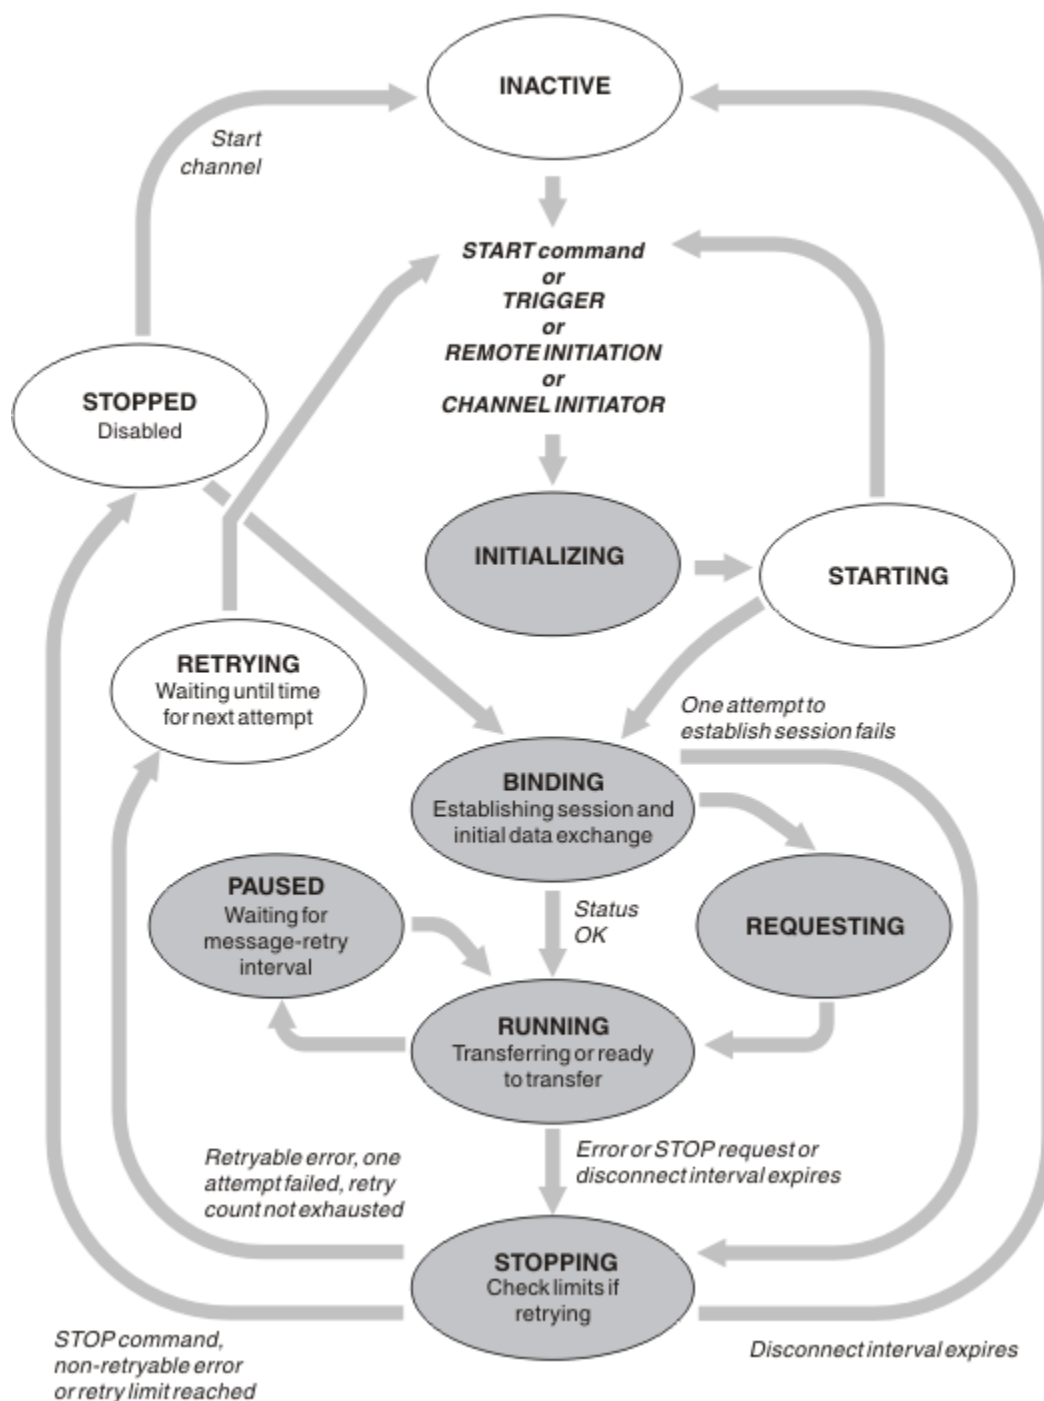 INACTIVE
Start
channel
START command
or
TRIGGER
or
REMOTE INITIATION
or
CHANNEL INITIATOR
STOPPED
Disabled
INITIALIZING
STARTING
RETRYING
Waiting until time
for next attempt
One attempt to
establish session fails
BINDING
Establishing session and
initial data exchange
PAUSED
Waiting for
message-retry
interval
Status
OK
REQUESTING
RUNNING
Transferring or ready
to transfer
Retryable error, one
attempt failed, retry
count not exhausted
Error or STOP request or
disconnect interval expires
STOPPING
Check limits if
retrying
STOP command,
non-retryable error
or retry limit reached
Disconnect interval expires